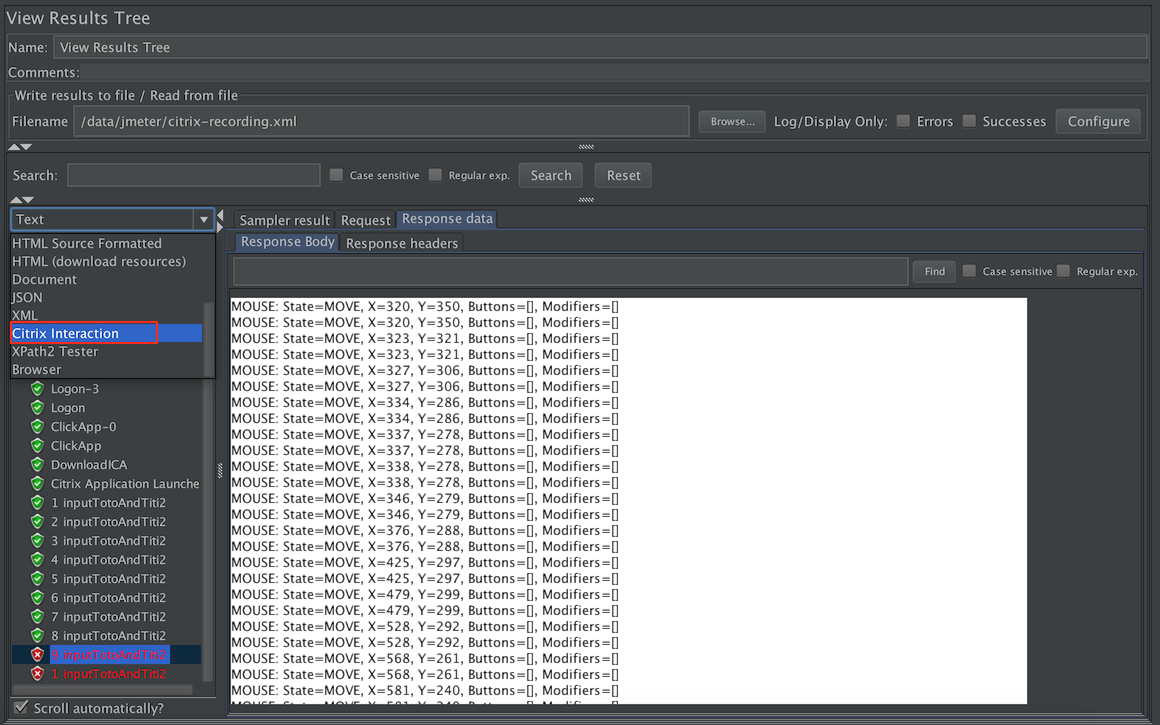 View Results Tree
Name: View Results Tree
Comments:
Write results to file / Read from file
Filename /data/jmeter/citrix-recording.xml Browse... Log/Display Only: Errors Successes Configure
Search: Case sensitive Regular exp. Search Reset
Text
HTML Source Formatted
HTML (download resources)
Document
JSON
XML
Citrix Interaction
XPath2 Tester
Browser
Logon-3
Logon
ClickApp-0
ClickApp
DownloadICA
Citrix Application Launche
1 inputTotoAndTiti2
2 inputTotoAndTiti2
3 inputTotoAndTiti2
4 inputTotoAndTiti2
5 inputTotoAndTiti2
6 inputTotoAndTiti2
7 inputTotoAndTiti2
8 inputTotoAndTiti2
9 inputTotoAndTiti2
1 inputTotoAndTiti2
Scroll automatically?
Sampler result Request Response data
Response Body Response headers
Find Case sensitive Regular exp.
MOUSE: State=MOVE, X=320, Y=350, Buttons=[], Modifiers=[]
MOUSE: State=MOVE, X=320, Y=350, Buttons=[], Modifiers=[]
MOUSE: State=MOVE, X=323, Y=321, Buttons=[], Modifiers=[]
MOUSE: State=MOVE, X=323, Y=321, Buttons=[], Modifiers=[]
MOUSE: State=MOVE, X=327, Y=306, Buttons=[], Modifiers=[]
MOUSE: State=MOVE, X=327, Y=306, Buttons=[], Modifiers=[]
MOUSE: State=MOVE, X=334, Y=286, Buttons=[], Modifiers=[]
MOUSE: State=MOVE, X=334, Y=286, Buttons=[], Modifiers=[]
MOUSE: State=MOVE, X=337, Y=278, Buttons=[], Modifiers=[]
MOUSE: State=MOVE, X=337, Y=278, Buttons=[], Modifiers=[]
MOUSE: State=MOVE, X=338, Y=278, Buttons=[], Modifiers=[]
MOUSE: State=MOVE, X=338, Y=278, Buttons=[], Modifiers=[]
MOUSE: State=MOVE, X=346, Y=279, Buttons=[], Modifiers=[]
MOUSE: State=MOVE, X=346, Y=279, Buttons=[], Modifiers=[]
MOUSE: State=MOVE, X=376, Y=288, Buttons=[], Modifiers=[]
MOUSE: State=MOVE, X=376, Y=288, Buttons=[], Modifiers=[]
MOUSE: State=MOVE, X=425, Y=297, Buttons=[], Modifiers=[]
MOUSE: State=MOVE, X=425, Y=297, Buttons=[], Modifiers=[]
MOUSE: State=MOVE, X=479, Y=299, Buttons=[], Modifiers=[]
MOUSE: State=MOVE, X=479, Y=299, Buttons=[], Modifiers=[]
MOUSE: State=MOVE, X=528, Y=292, Buttons=[], Modifiers=[]
MOUSE: State=MOVE, X=528, Y=292, Buttons=[], Modifiers=[]
MOUSE: State=MOVE, X=568, Y=261, Buttons=[], Modifiers=[]
MOUSE: State=MOVE, X=568, Y=261, Buttons=[], Modifiers=[]
MOUSE: State=MOVE, X=581, Y=240, Buttons=[], Modifiers=[]